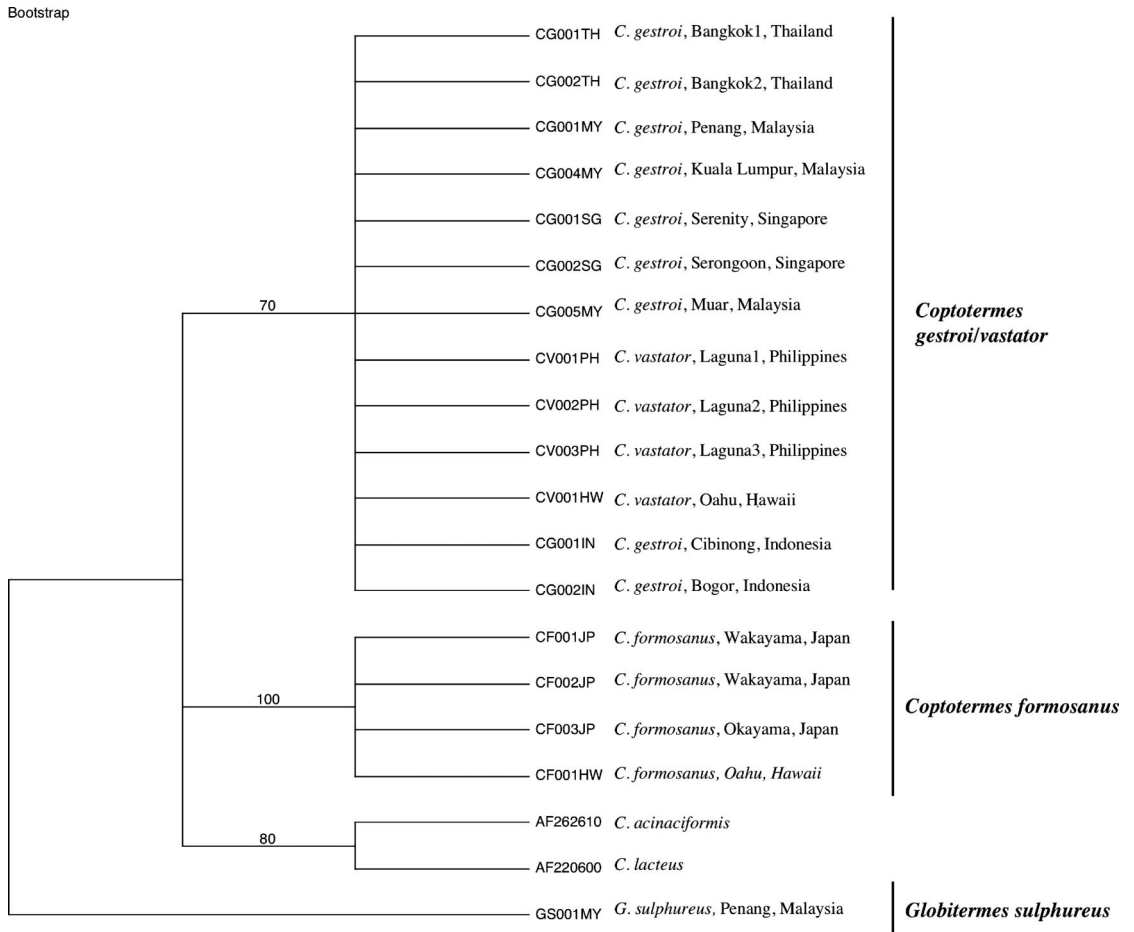 Bootstrap
CG001TH C. gestroi, Bangkok1, Thailand
CG002TH C. gestroi, Bangkok2, Thailand
CG001MY C. gestroi, Penang, Malaysia
CG004MY C. gestroi, Kuala Lumpur, Malaysia
CG001SG C. gestroi, Serenity, Singapore
CG002SG C. gestroi, Serongoon, Singapore
70
CG005MY C. gestroi, Muar, Malaysia
Coptotermes
gestroi/vastator
CV001PH C. vastator, Laguna1, Philippines
CV002PH C. vastator, Laguna2, Philippines
CV003PH C. vastator, Laguna3, Philippines
CV001HW C. vastator, Oahu, Hawaii
CG001IN C. gestroi, Cibinong, Indonesia
CG002IN C. gestroi, Bogor, Indonesia
CF001JP C. formosanus, Wakayama, Japan
CF002JP C. formosanus, Wakayama, Japan
100
Coptotermes formosanus
CF003JP C. formosanus, Okayama, Japan
CF001HW C. formosanus, Oahu, Hawaii
AF262610 C. acinaciformis
80
AF220600 C. lacteus
GS001MY G. sulphureus, Penang, Malaysia
Globitermes sulphureus